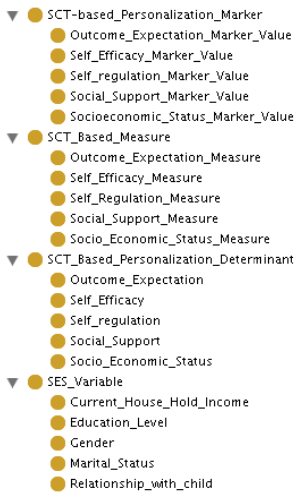 SCT-based_Personalization_Marker
Outcome_Expectation_Marker_Value
Self_Efficacy_Marker_Value
Self_regulation_Marker_Value
Social_Support_Marker_Value
Socioeconomic_Status_Marker_Value
SCT_Based_Measure
Outcome_Expectation_Measure
Self_Efficacy_Measure
Self_Regulation_Measure
Social_Support_Measure
Socio_Economic_Status_Measure
SCT_Based_Personalization_Determinant
Outcome_Expectation
Self_Efficacy
Self_regulation
Social_Support
Socio_Economic_Status
SES_Variable
Current_House_Hold_Income
Education_Level
Gender
Marital_Status
Relationship_with_child